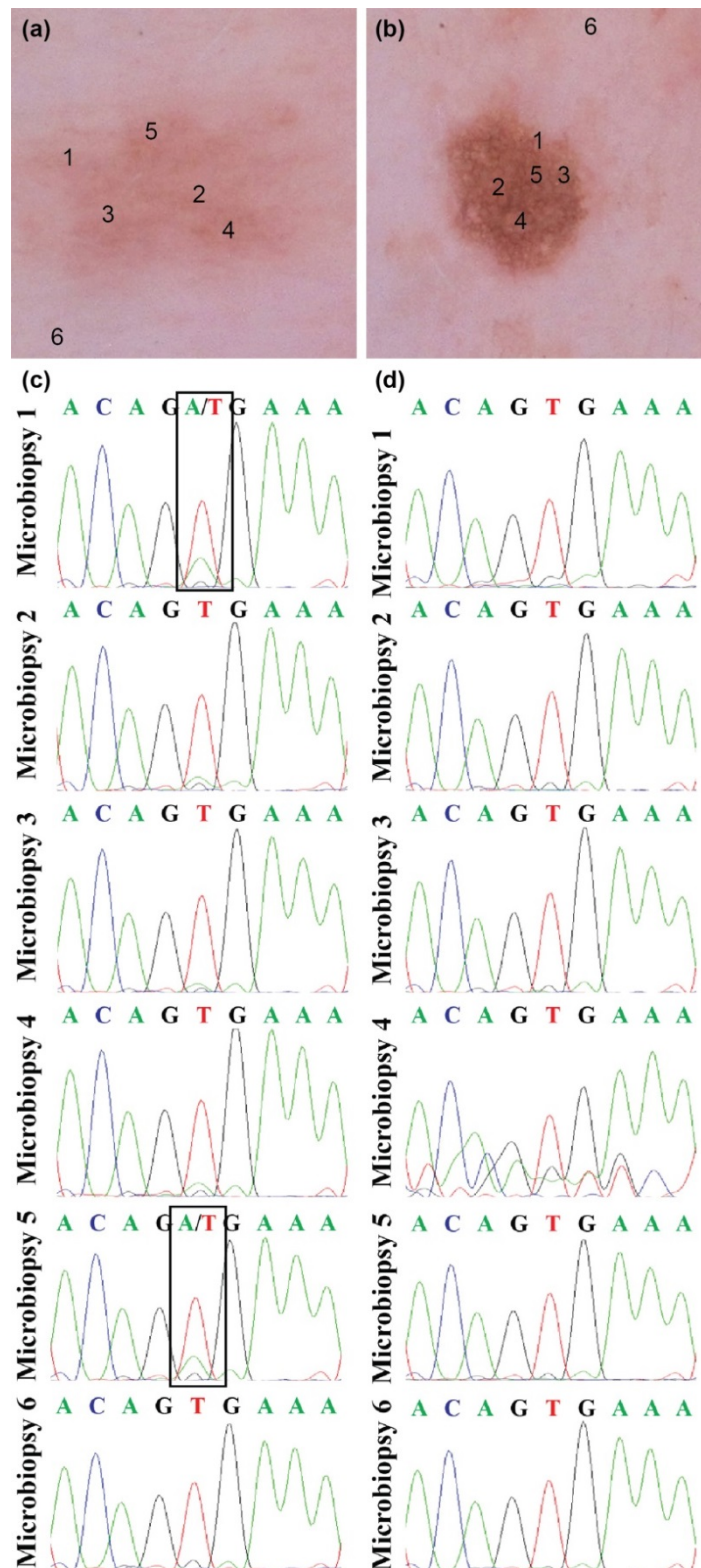 (a)
5
1
2
3
4
6
(b)
6
1
5
3
2
4
(c)
Microbiopsy 1
A C A G A/T G A A A
Microbiopsy 2
A C A G T G A A A
Microbiopsy 3
A C A G T G A A A
Microbiopsy 4
A C A G T G A A A
Microbiopsy 5
A C A G A/T G A A A
Microbiopsy 6
A C A G T G A A A
(d)
Microbiopsy 1
A C A G T G A A A
Microbiopsy 2
A C A G T G A A A
Microbiopsy 3
A C A G T G A A A
Microbiopsy 4
A C A G T G A A A
Microbiopsy 5
A C A G T G A A A
Microbiopsy 6
A C A G T G A A A